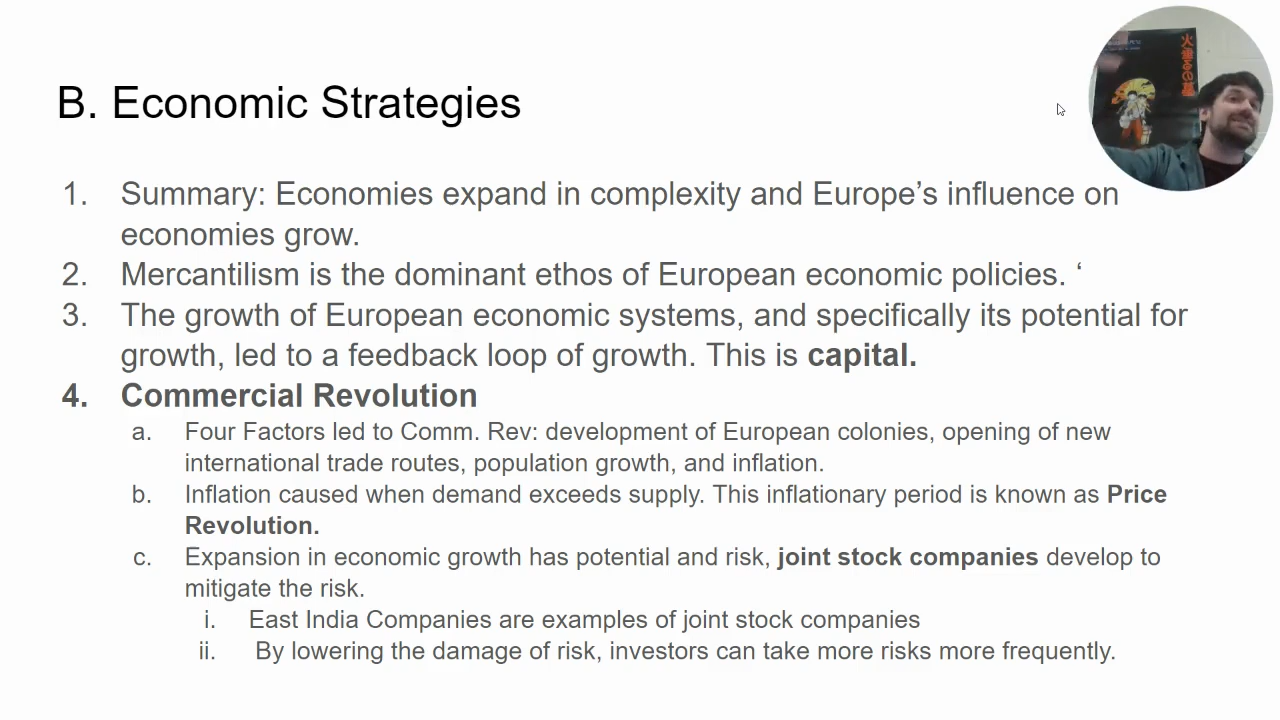 B. Economic Strategies
火垂るの墓
1. Summary: Economies expand in complexity and Europe’s influence on
economies grow.
2. Mercantilism is the dominant ethos of European economic policies. ‘
3. The growth of European economic systems, and specifically its potential for
growth, led to a feedback loop of growth. This is capital.
4. Commercial Revolution
a. Four Factors led to Comm. Rev: development of European colonies, opening of new
international trade routes, population growth, and inflation.
b. Inflation caused when demand exceeds supply. This inflationary period is known as Price
Revolution.
c. Expansion in economic growth has potential and risk, joint stock companies develop to
mitigate the risk.
i. East India Companies are examples of joint stock companies
ii. By lowering the damage of risk, investors can take more risks more frequently.